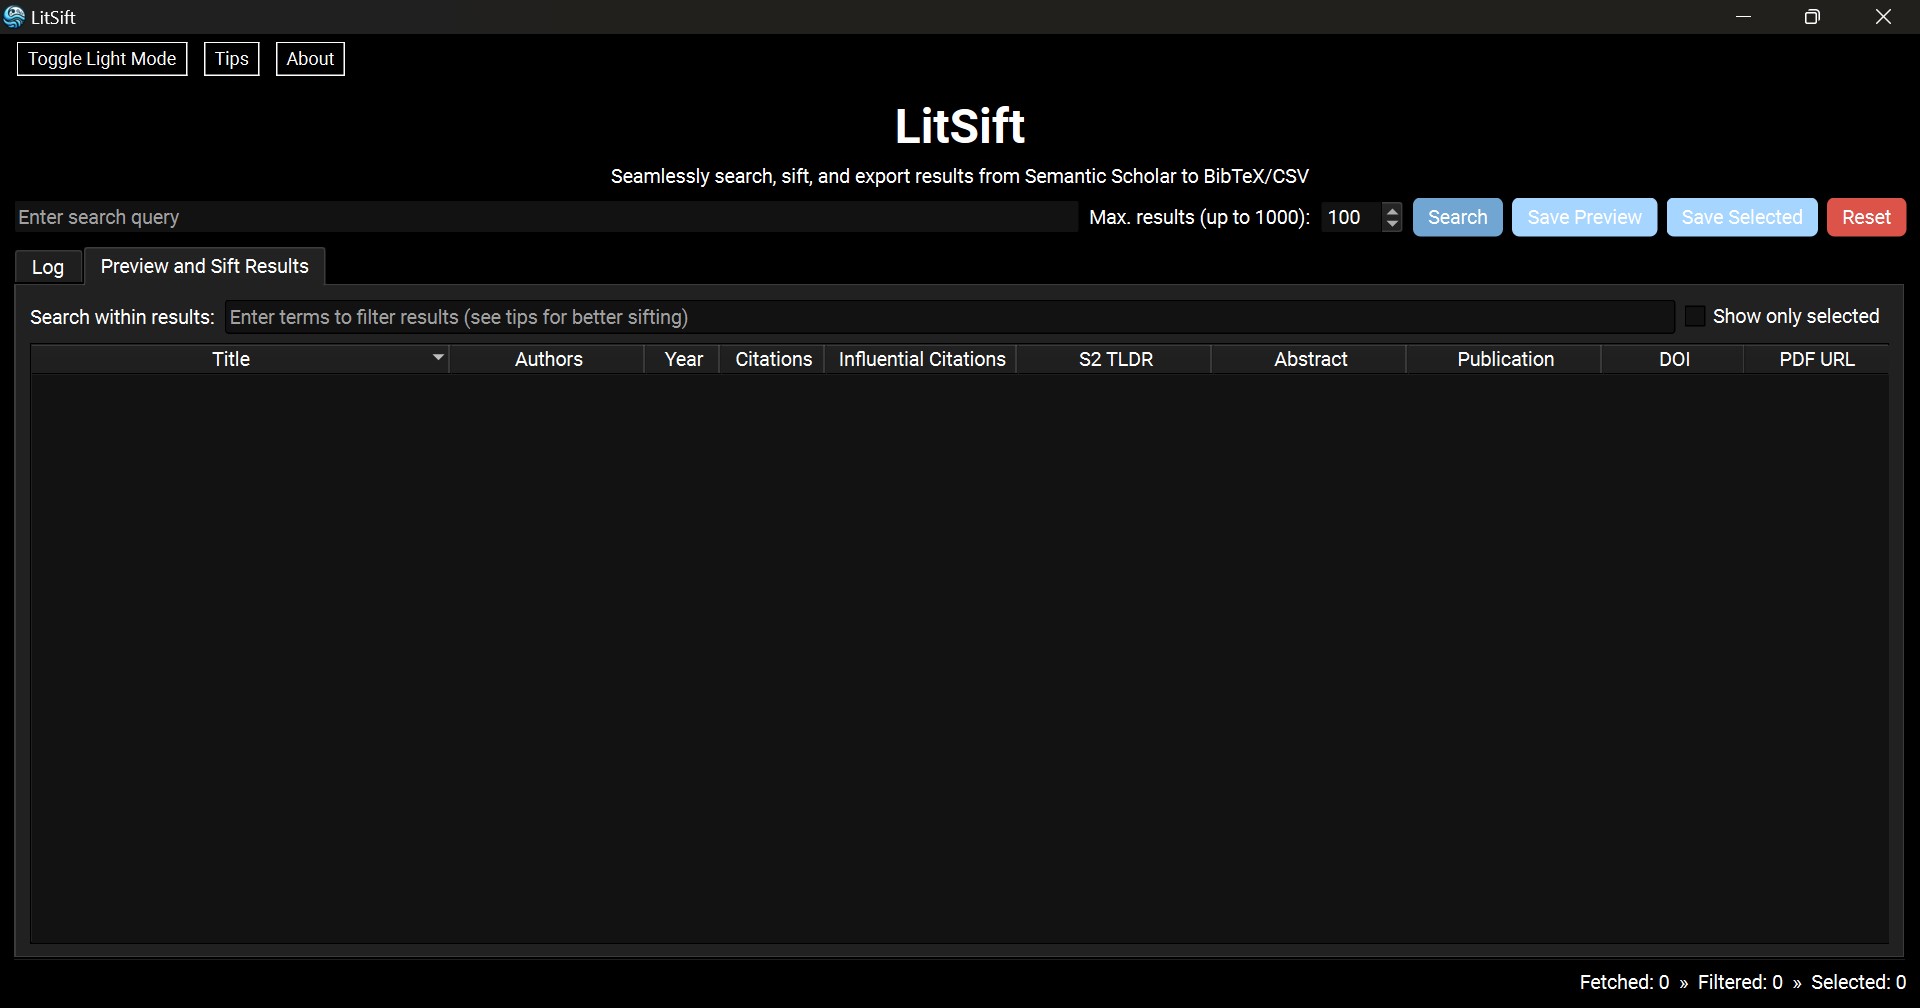 LitSift
Toggle Light Mode Tips About
LitSift
Seamlessly search, sift, and export results from Semantic Scholar to BibTeX/CSV
Enter search query Max. results (up to 1000): 100 Search Save Preview Save Selected Reset
Log Preview and Sift Results
Search within results: Enter terms to filter results (see tips for better sifting) Show only selected
Title Authors Year Citations Influential Citations S2 TLDR Abstract Publication DOI PDF URL
Fetched: 0 » Filtered: 0 » Selected: 0